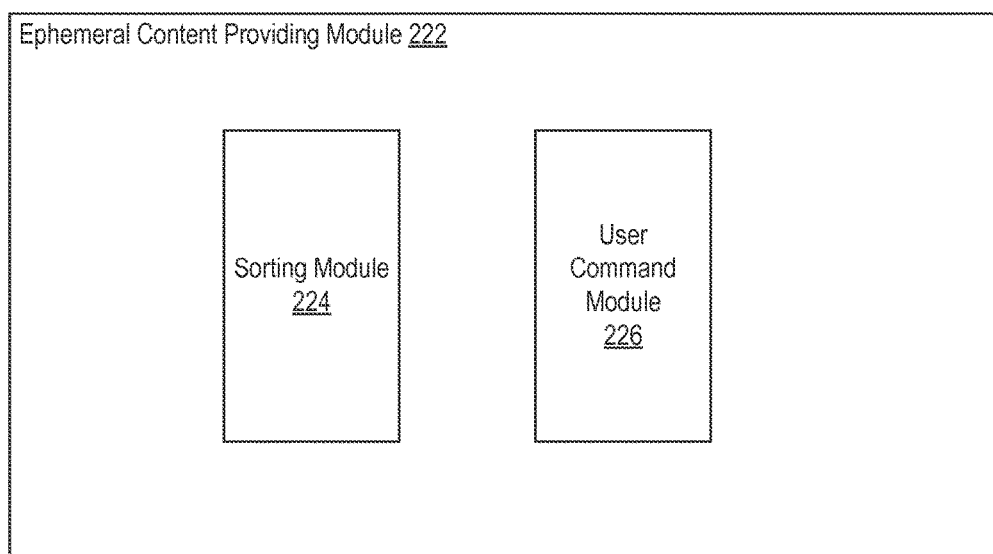 Ephemeral Content Providing Module 222
Sorting Module
224
User
Command
Module
226